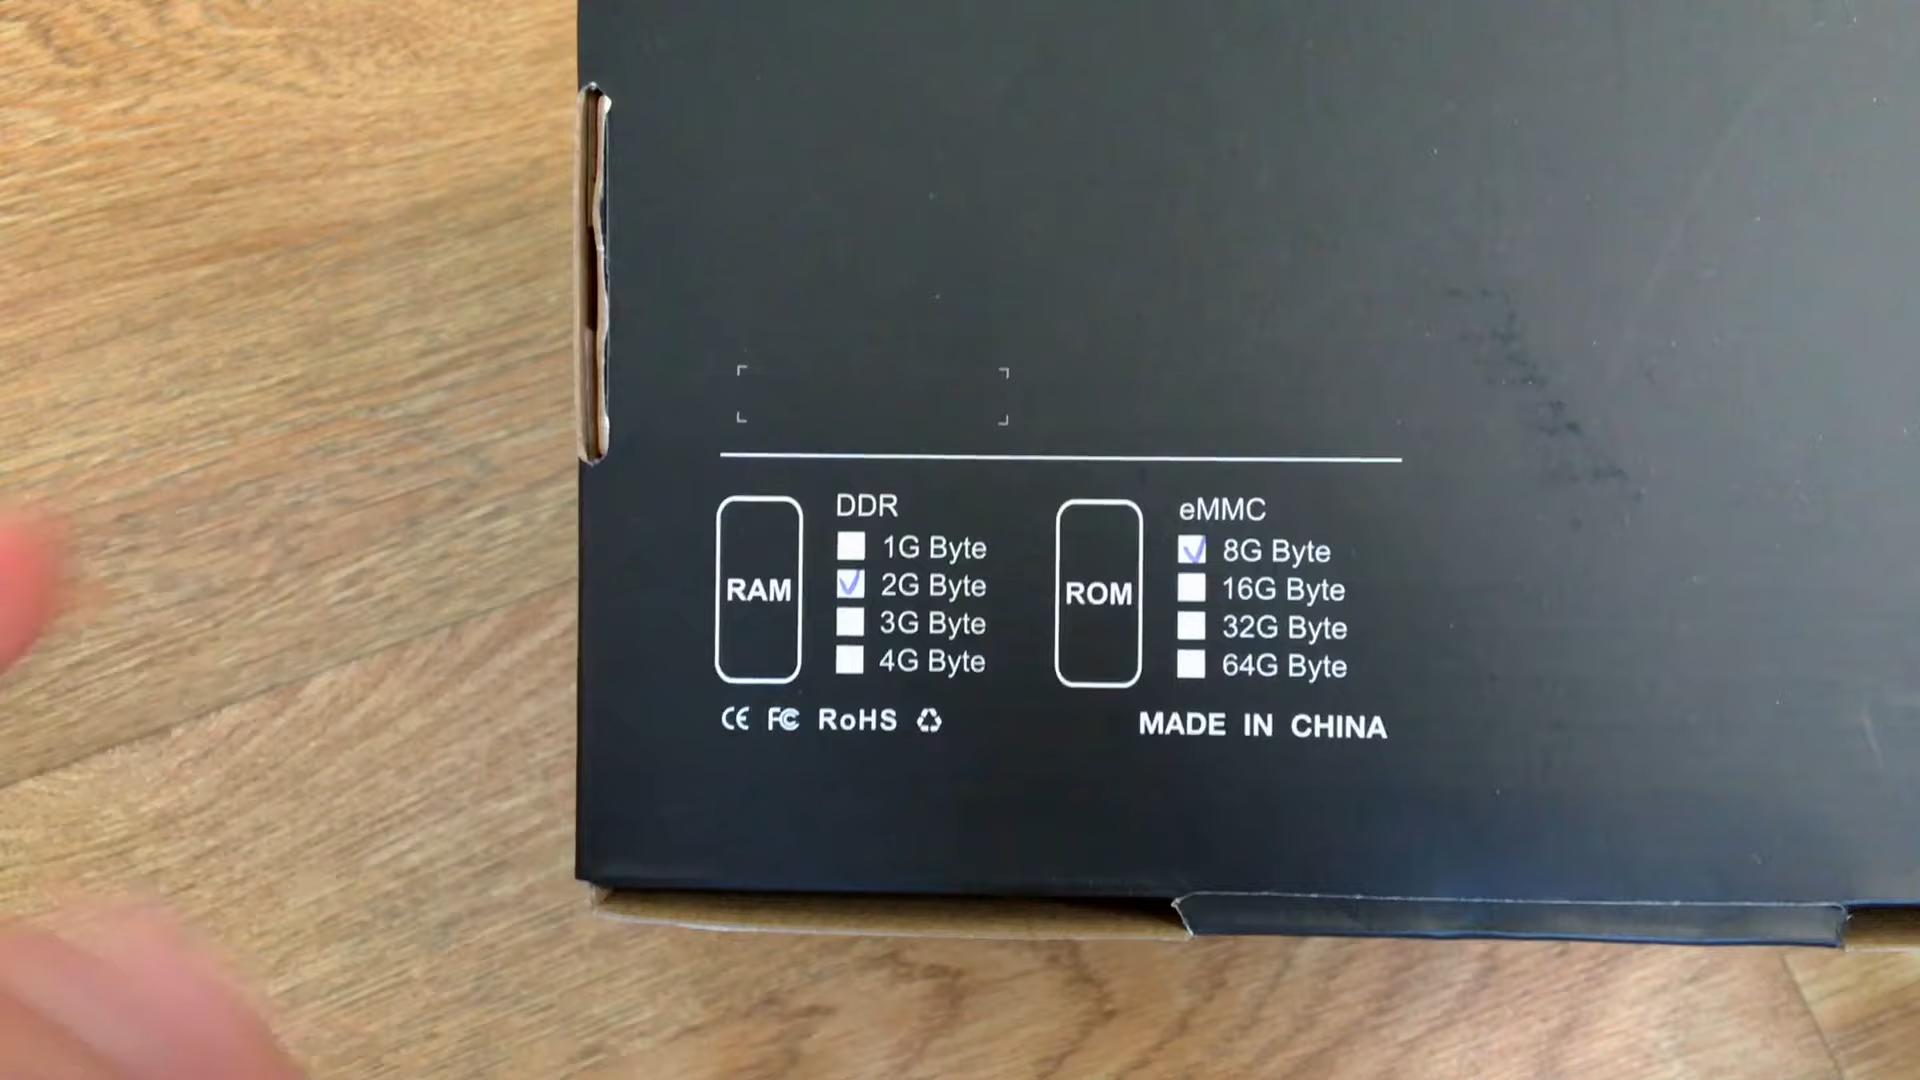 RAM
DDR
1G Byte
2G Byte
3G Byte
4G Byte
ROM
eMMC
8G Byte
16G Byte
32G Byte
64G Byte
CE FC RoHS
MADE IN CHINA